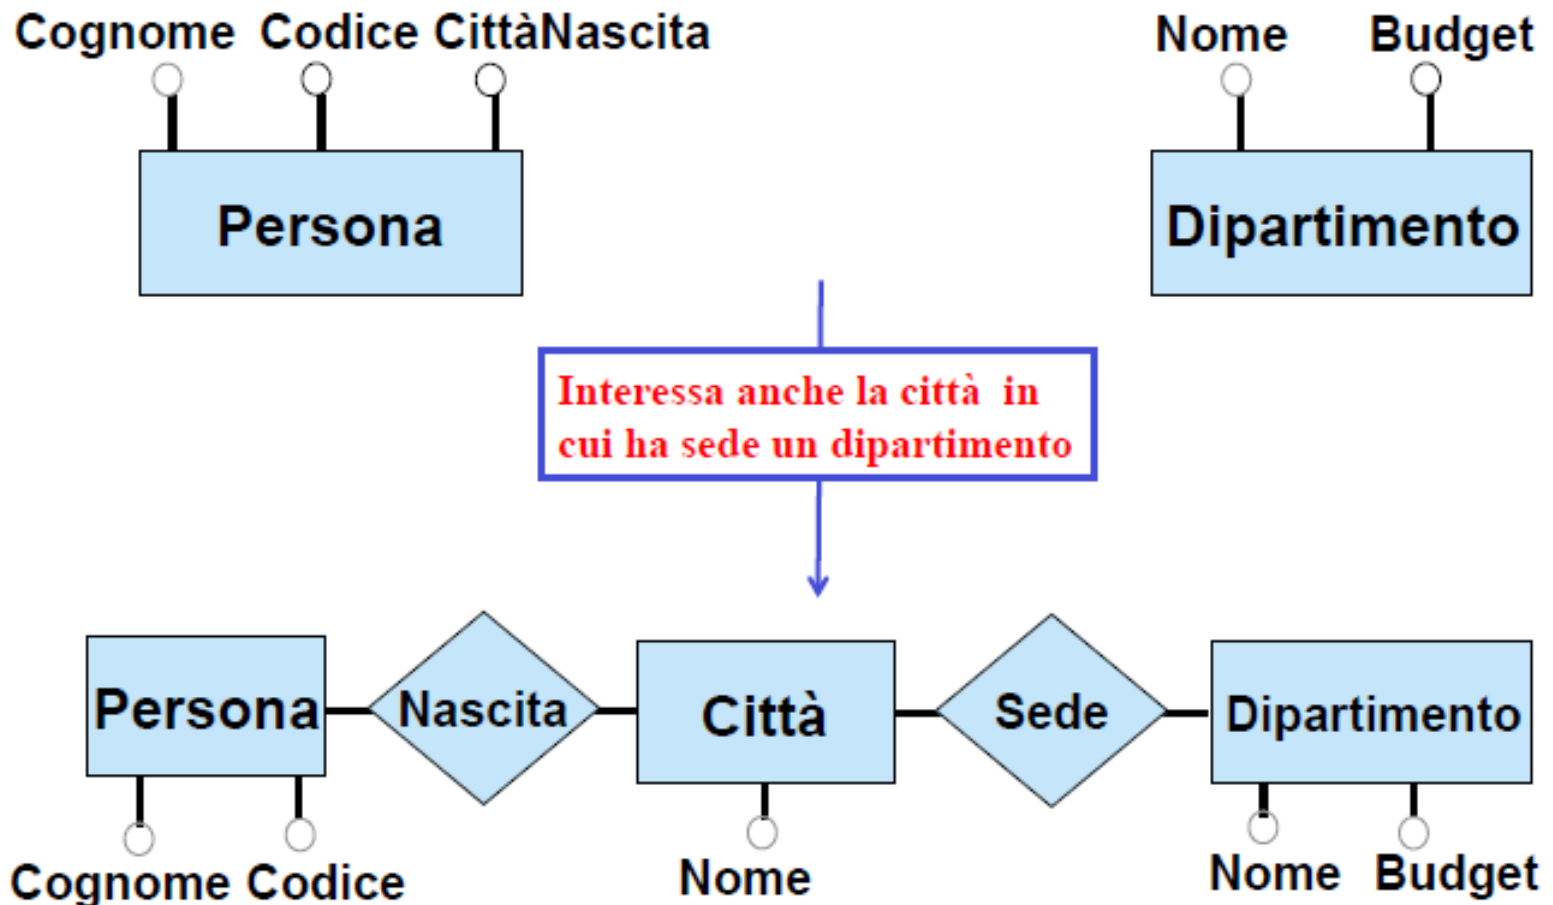 Cognome Codice CittàNascita
Nome Budget
Persona
Dipartimento
Interessa anche la città in
cui ha sede un dipartimento
Persona Nascita Città Sede Dipartimento
Cognome Codice Nome Nome Budget